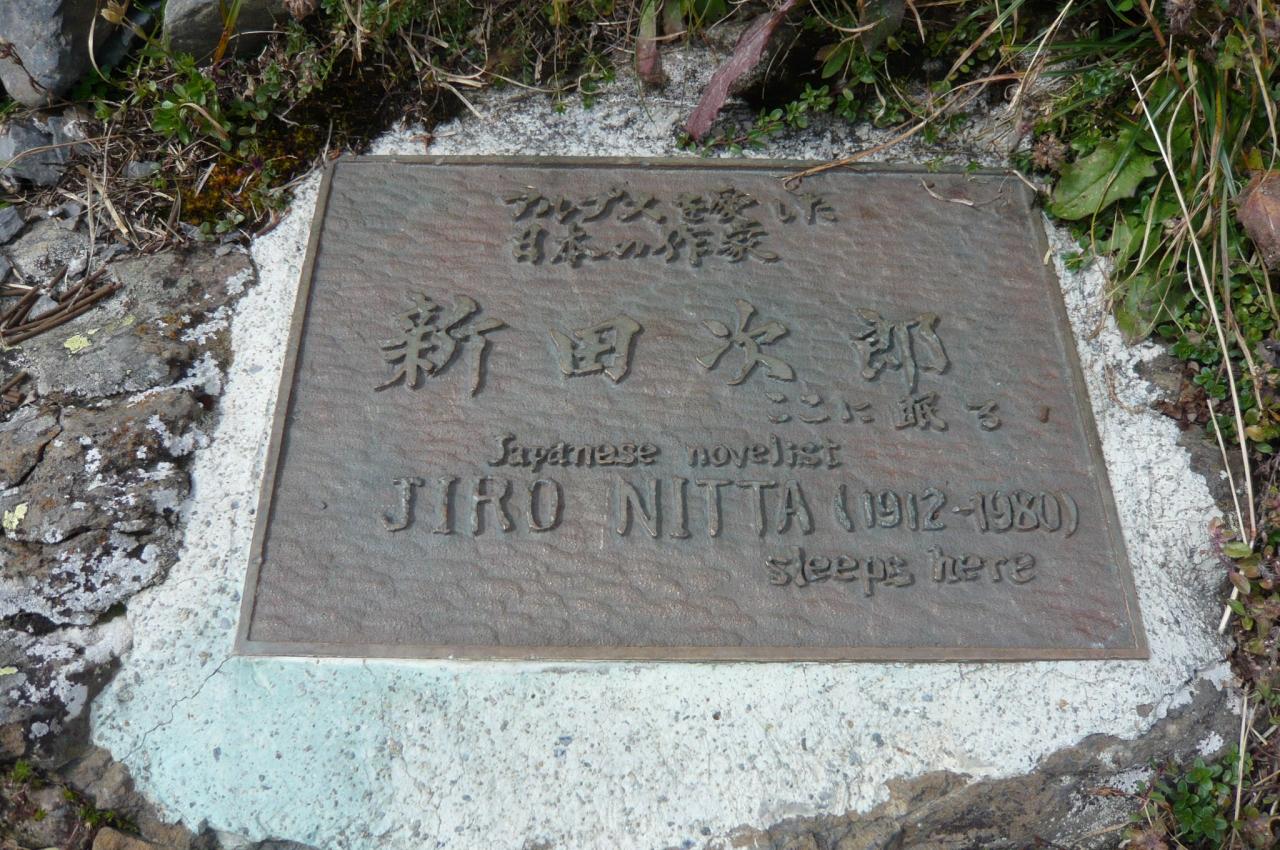 アルプスを愛した
日本の作家
新田次郎
ここに眠る
Japanese novelist
JIRO NITTA (1912-1980)
sleeps here